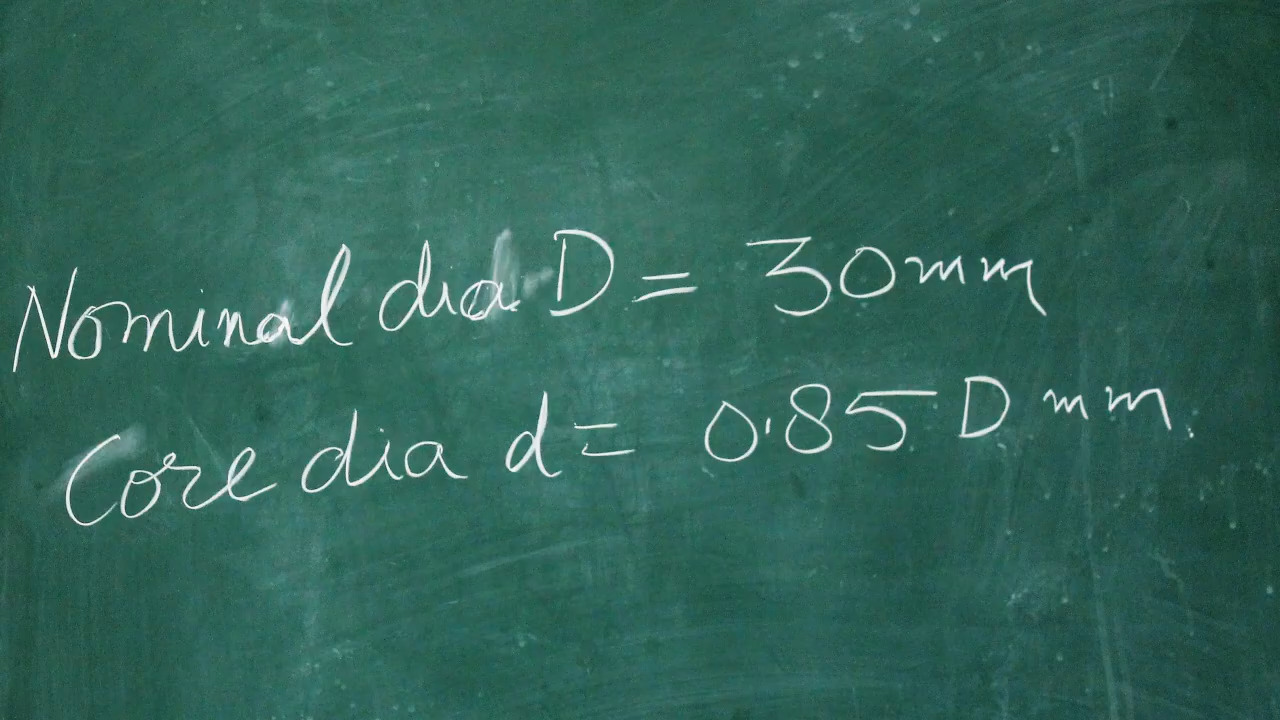 Nominal dia D = 30mm
Core dia d = 0.85 D mm